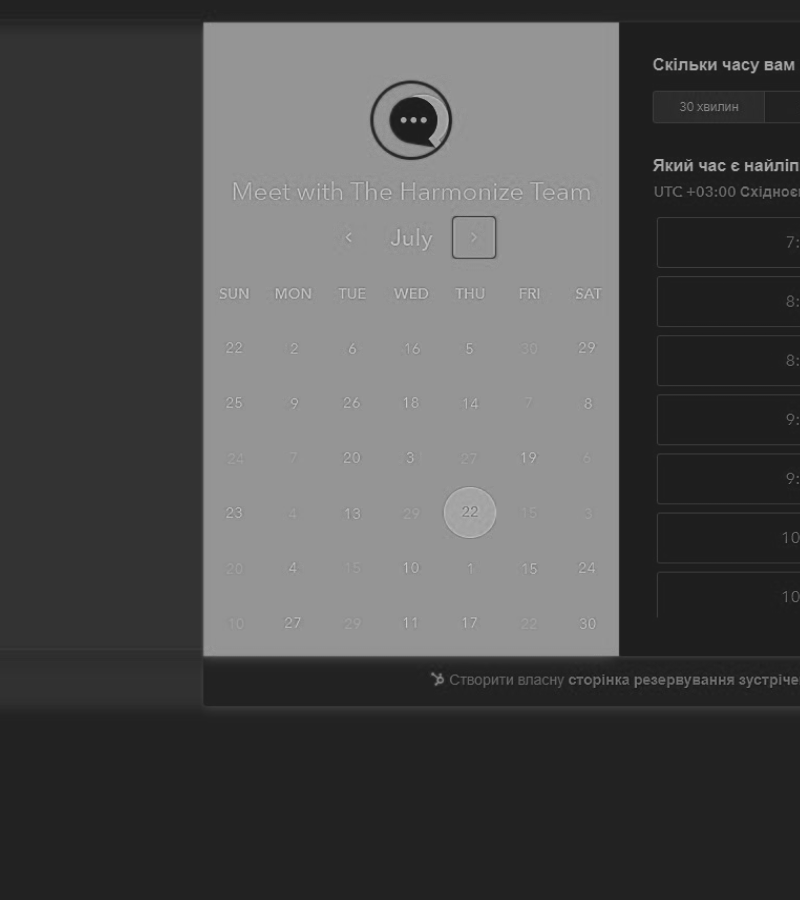 Meet with The Harmonize Team
July
SUN MON TUE WED THU FRI SAT
22 2 6 16 5 30 29
25 9 26 18 14 7 8
24 7 20 3 27 19 6
23 4 13 29 22 15 3
20 4 15 10 1 15 24
10 27 29 11 17 22 30
Скільки часу вам
30 хвилин
Який час є найліп
UTC +03:00 Східноє
7:
8:
8:
9:
9:
10
10
Створити власну сторінка резервування зустріче